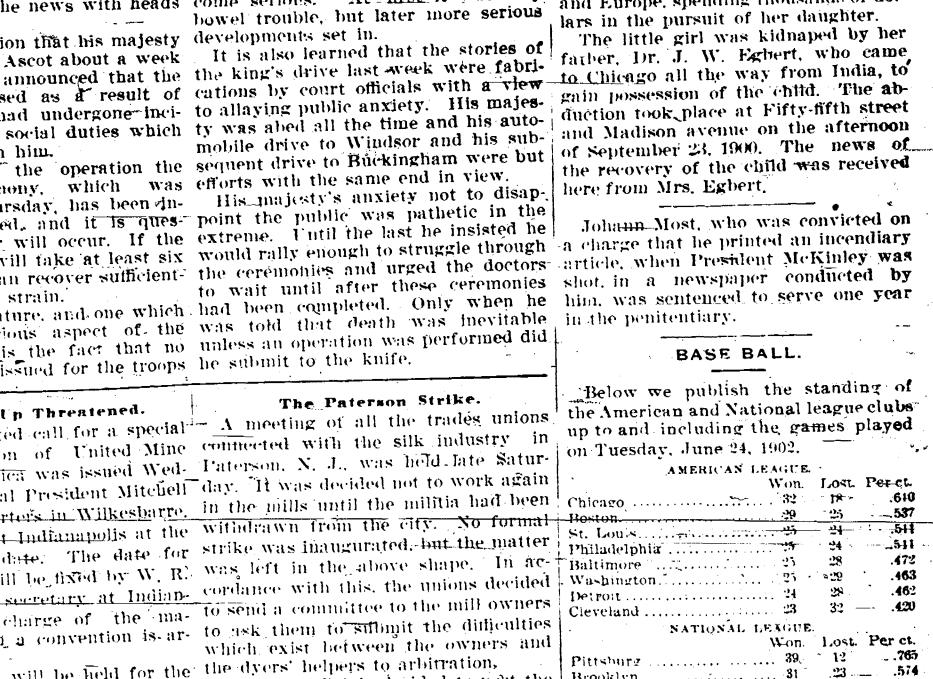 he news with heads
ion that his majesty
Ascot about a week
announced that the
sed as a result of
had undergone inci-
social duties which
him.
the operation the
mony, which was
ursday, has been in-
ed, and it is ques-
will occur. If the
will take at least six
an recover sufficient-
strain.
ature, and one which
ious aspect of the
is the fact that no
issued for the troops
Up Threatened.
ed call for a special
on of United Mine
ica was issued Wed-
al President Mitchell
rters in Wilkesbarre.
t Indianapolis at the
date. The date for
ill be fixed by W. R.
secretary at Indian-
charge of the ma-
a convention is ar-
will be held for the
come serious.
bowel trouble, but later more serious
developments set in.
It is also learned that the stories of
the king's drive last week were fabri-
cations by court officials with a view
to allaying public anxiety. His majes-
ty was abed all the time and his auto-
mobile drive to Windsor and his sub-
sequent drive to Buckingham were but
efforts with the same end in view.
His majesty's anxiety not to disap-
point the public was pathetic in the
extreme. Until the last he insisted he
would rally enough to struggle through
the ceremonies and urged the doctors
to wait until after these ceremonies
had been completed. Only when he
was told that death was inevitable
unless an operation was performed did
he submit to the knife.
The Paterson Strike.
A meeting of all the trades unions
connected with the silk industry in
Paterson, N. J., was held late Satur-
day. It was decided not to work again
in the mills until the militia had been
withdrawn from the city. No formal
strike was inaugurated, but the matter
was left in the above shape. In ac-
cordance with this, the unions decided
to send a committee to the mill owners
to ask them to submit the difficulties
which exist between the owners and
the dyers' helpers to arbitration,
and Europe, spending thousands of dol-
lars in the pursuit of her daughter.
The little girl was kidnaped by her
father, Dr. J. W. Egbert, who came
to Chicago all the way from India, to
gain possession of the child. The ab-
duction took place at Fifty-fifth street
and Madison avenue on the afternoon
of September 23, 1900. The news of
the recovery of the child was received
here from Mrs. Egbert.
Johann Most, who was convicted on
a charge that he printed an incendiary
article, when President McKinley was
shot, in a newspaper conducted by
him, was sentenced to serve one year
in the penitentiary.
BASE BALL.
Below we publish the standing of
the American and National league clubs
up to and including the games played
on Tuesday, June 24, 1902.
AMERICAN LEAGUE.
Won. Lost. Per ct.
Chicago 32 18 .640
Boston 29 25 .537
St. Louis 25 24 .511
Philadelphia 25 24 .511
Baltimore 25 28 .472
Washington 25 29 .463
Detroit 24 28 .462
Cleveland 23 32 .420
NATIONAL LEAGUE.
Won. Lost. Per ct.
Pittsburg 39 12 .765
Brooklyn 31 23 .574